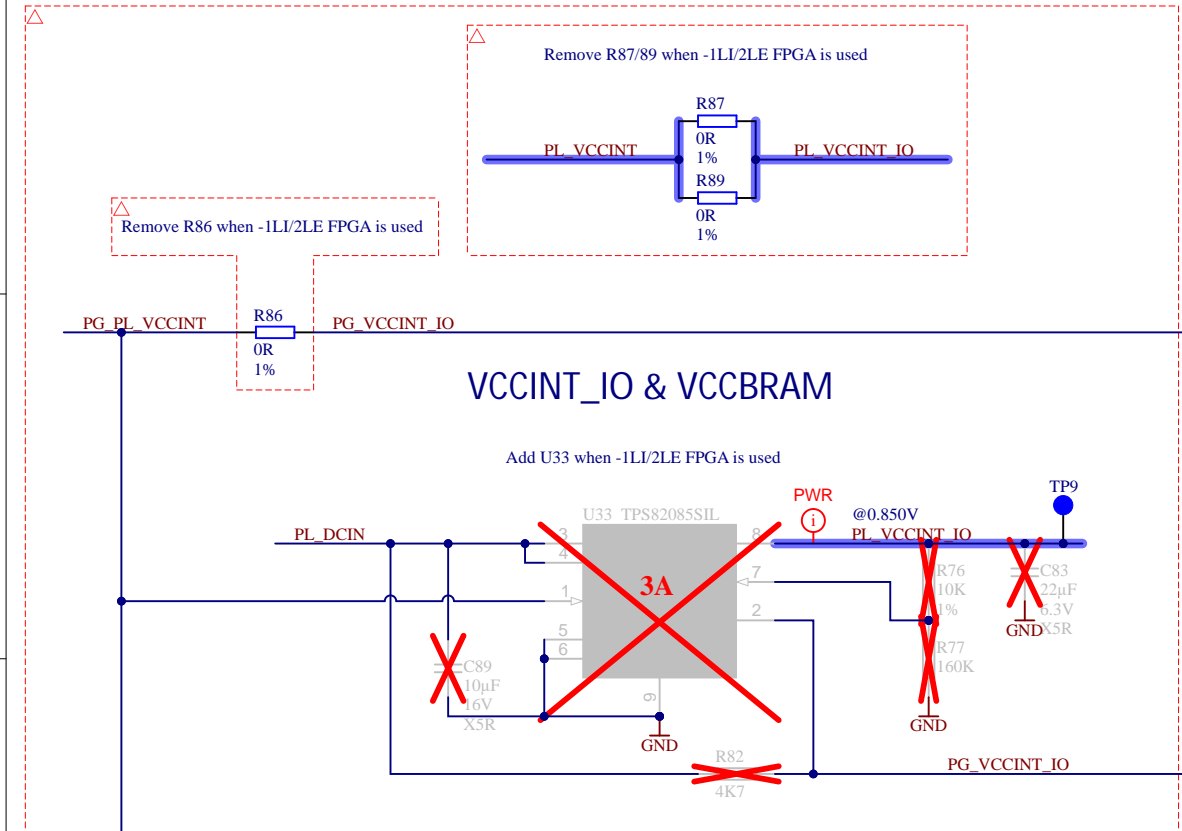 Remove R87/89 when -1LI/2LE FPGA is used
R87
0R
1%
PL_VCCINT
PL_VCCINT_IO
R89
0R
1%
Remove R86 when -1LI/2LE FPGA is used
PG_PL_VCCINT
R86
0R
1%
PG_VCCINT_IO
VCCINT_IO & VCCBRAM
Add U33 when -1LI/2LE FPGA is used
U33 TPS82085SIL
PWR
i
@0.850V
TP9
PL_DCIN
3
4
1
5
6
9
8
7
2
3A
PL_VCCINT_IO
R76
10K
1%
C83
22µF
6.3V
X5R
GND
R77
160K
GND
C89
10µF
16V
X5R
GND
R82
4K7
PG_VCCINT_IO